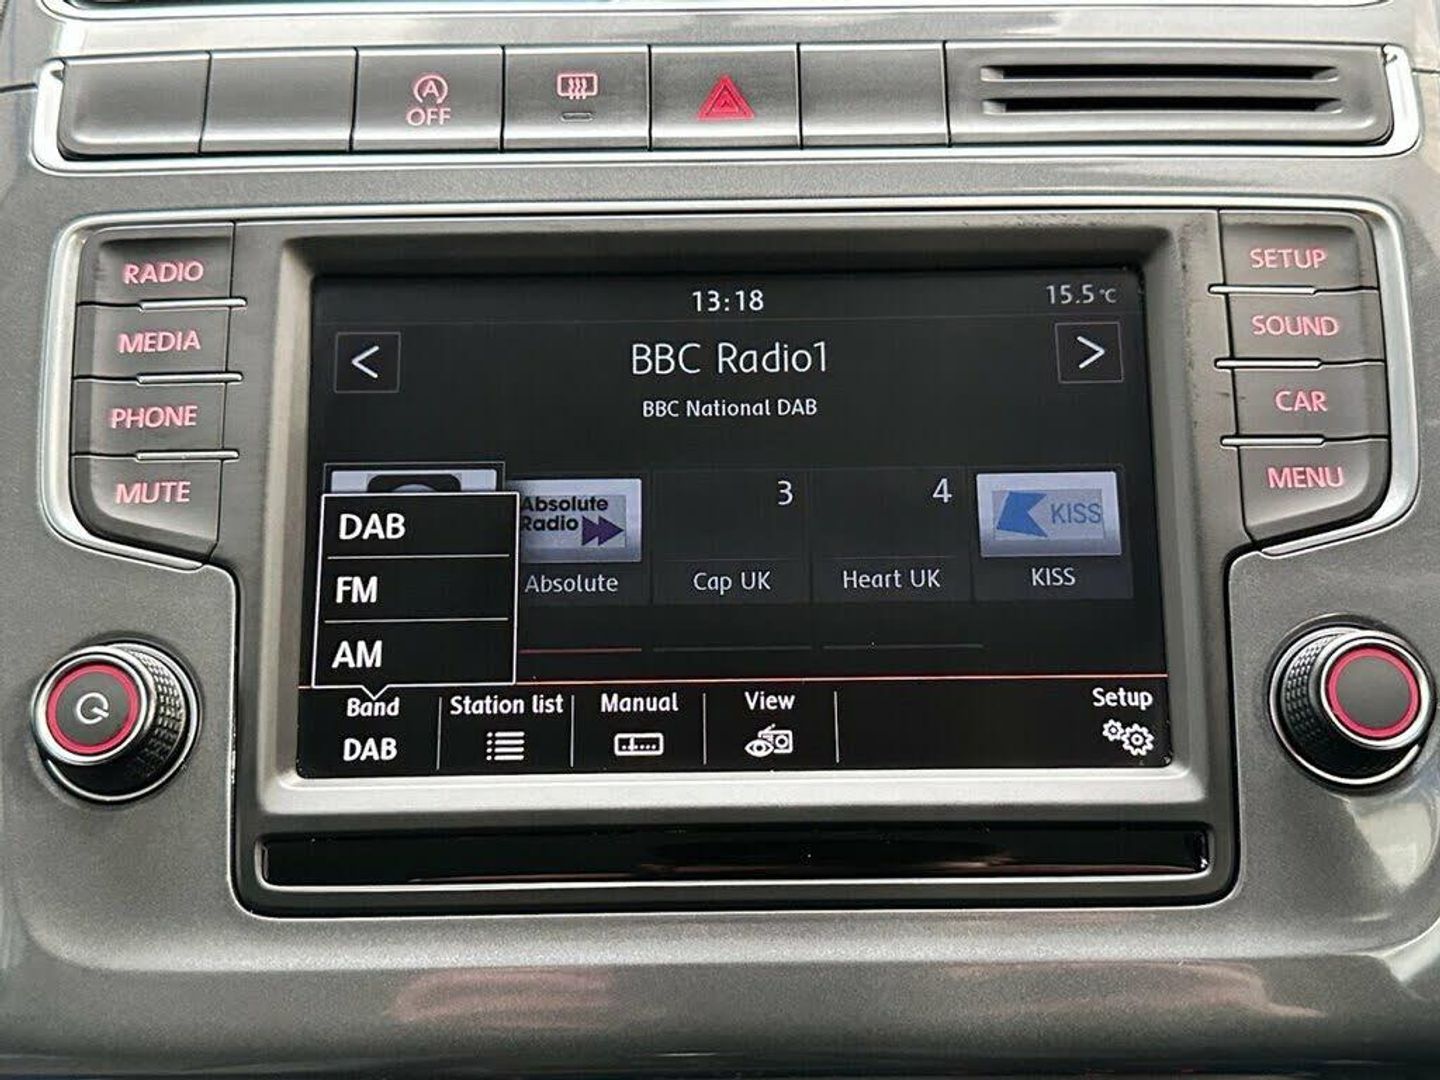 A
OFF
RADIO
MEDIA
PHONE
MUTE
SETUP
SOUND
CAR
MENU
13:18
15.5°C
<
BBC Radio1
>
BBC National DAB
Absolute
Radio
3
4
KISS
Absolute
Cap UK
Heart UK
KISS
DAB
FM
AM
Band
DAB
Station list
Manual
View
Setup